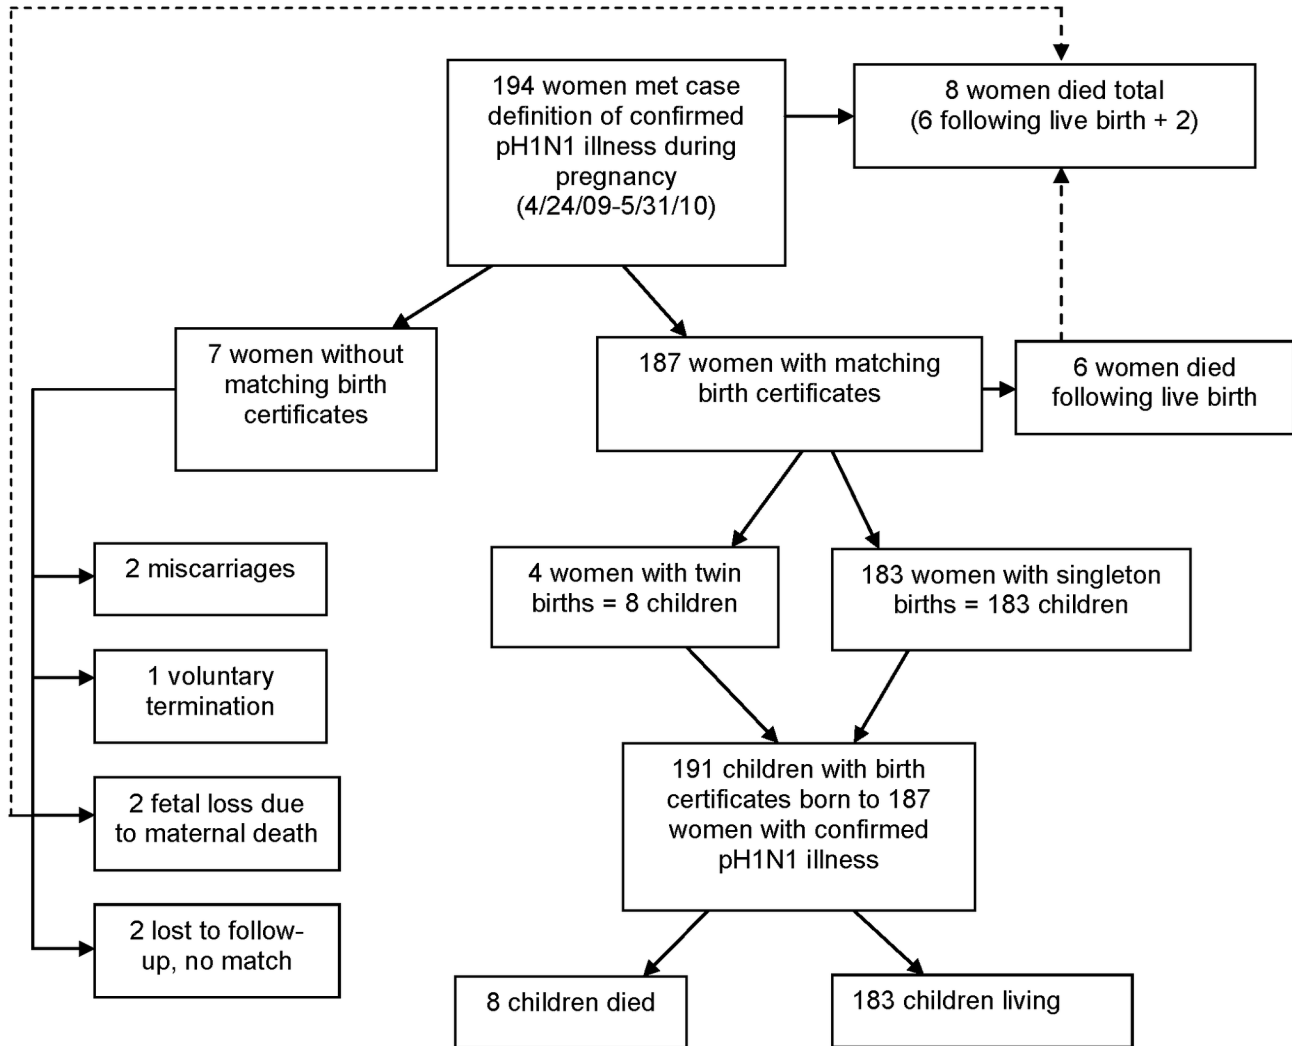 194 women met case
definition of confirmed
pH1N1 illness during
pregnancy
(4/24/09-5/31/10)
8 women died total
(6 following live birth + 2)
7 women without
matching birth
certificates
187 women with matching
birth certificates
6 women died
following live birth
2 miscarriages
1 voluntary
termination
2 fetal loss due
to maternal death
2 lost to follow-
up, no match
4 women with twin
births = 8 children
183 women with singleton
births = 183 children
191 children with birth
certificates born to 187
women with confirmed
pH1N1 illness
8 children died
183 children living